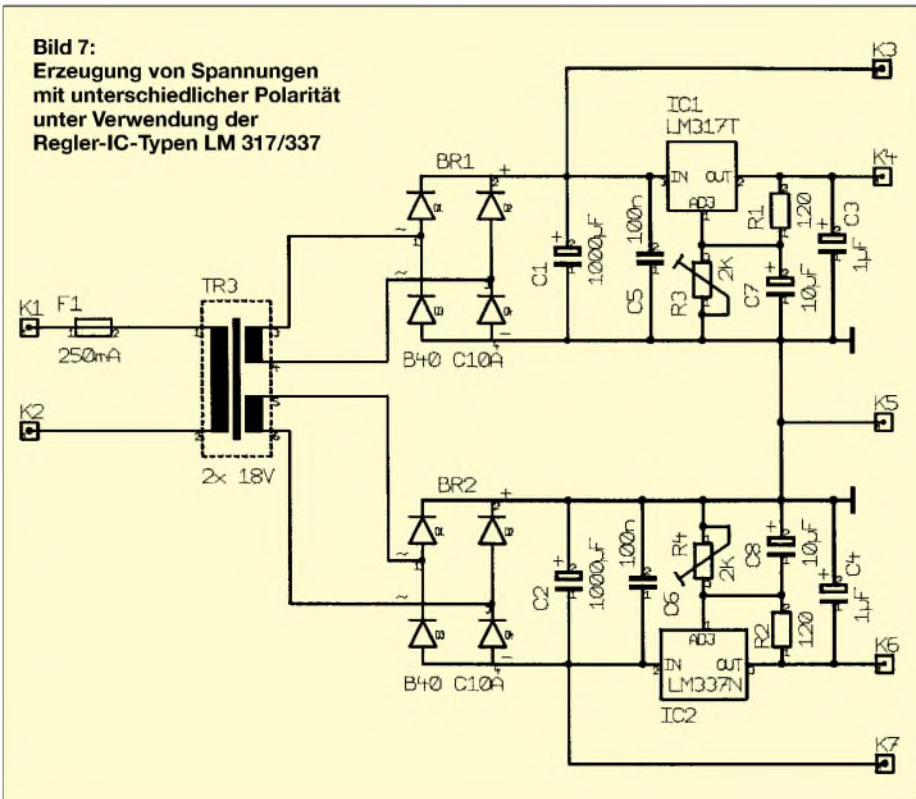 Bild 7:
Erzeugung von Spannungen
mit unterschiedlicher Polarität
unter Verwendung der
Regler-IC-Typen LM 317/337
K3
IC1
LM317T
BR1
IN OUT
ADJ
K4
R1
120
C3
1µF
C1
1000µF
100n
C5
R3
2K
C7
10µF
TR3
K1
F1
250mA
K2
2x 18V
B40 C10A
K5
BR2
C2
1000µF
100n
C6
R4
2K
C8
10µF
C4
1µF
R2
120
B40 C10A
ADJ
IN OUT
LM337N
IC2
K6
K7